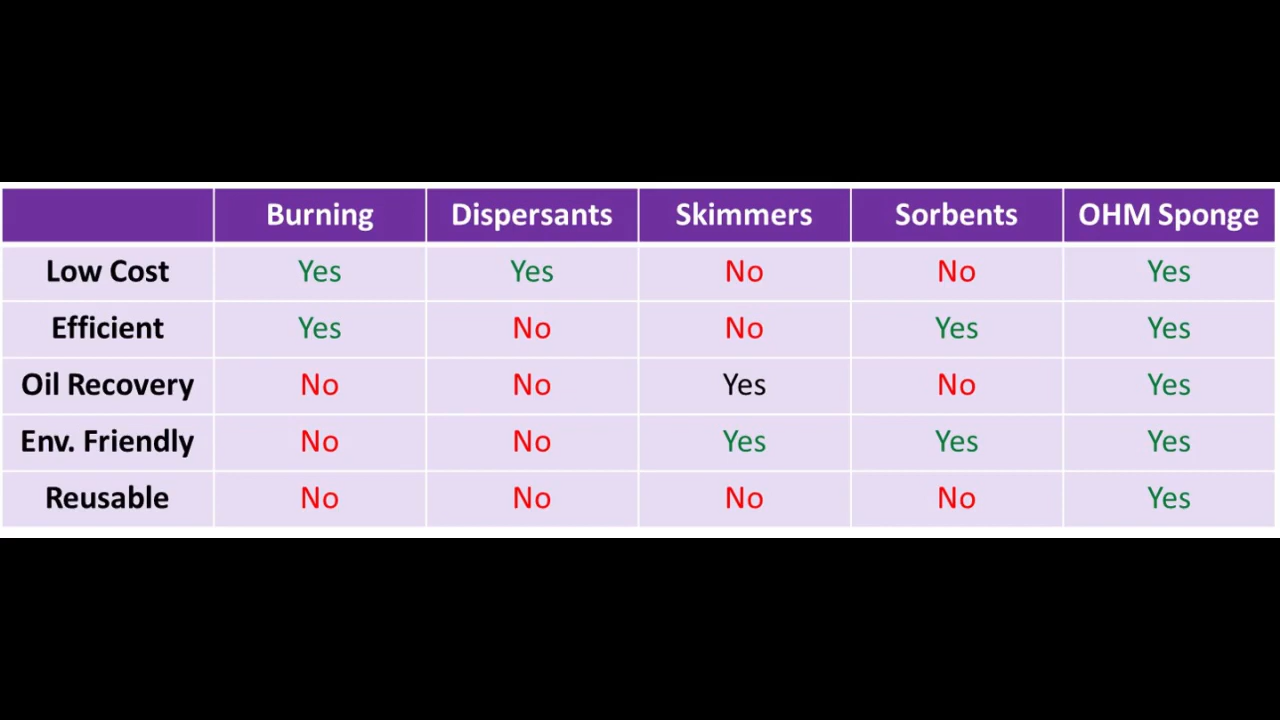 Burning Dispersants Skimmers Sorbents OHM Sponge
Low Cost Yes Yes No No Yes
Efficient Yes No No Yes Yes
Oil Recovery No No Yes No Yes
Env. Friendly No No Yes Yes Yes
Reusable No No No No Yes